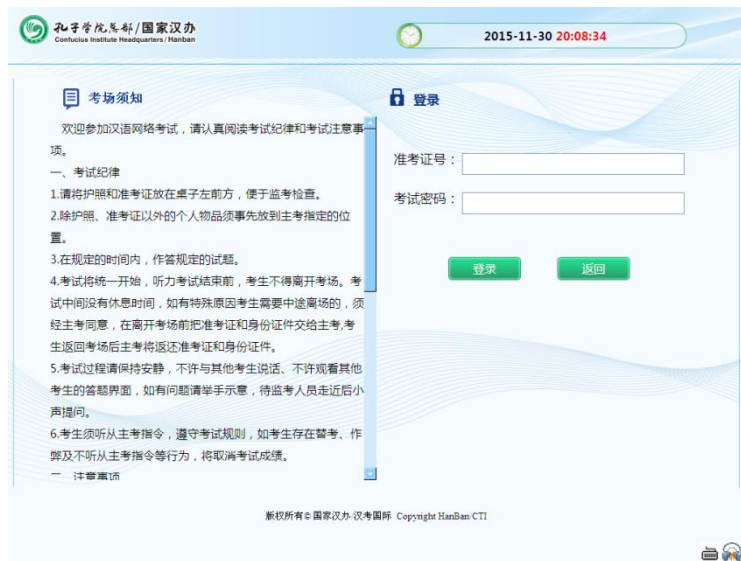 孔子学院总部/国家汉办
Confucius Institute Headquarters/Hanban
2015-11-30 20:08:34
考场须知
欢迎参加汉语网络考试，请认真阅读考试纪律和考试注意事
项。
一、考试纪律
1.请将护照和准考证放在桌子左前方，便于监考检查。
2.除护照、准考证以外的个人物品须事先放到主考指定的位
置。
3.在规定的时间内，作答规定的试题。
4.考试将统一开始，听力考试结束前，考生不得离开考场。考
试中间没有休息时间，如有特殊原因考生需要中途离场的，须
经主考同意，在离开考场前把准考证和身份证件交给主考,考
生返回考场后主考将返还准考证和身份证件。
5.考试过程请保持安静，不许与其他考生说话、不许观看其他
考生的答题界面，如有问题请举手示意，待监考人员走近后小
声提问。
6.考生须听从主考指令，遵守考试规则，如考生存在替考、作
弊及不听从主考指令等行为，将取消考试成绩。
二、注意事项
登录
准考证号：
考试密码：
登录
返回
版权所有© 国家汉办/汉考国际 Copyright HanBan/CTI